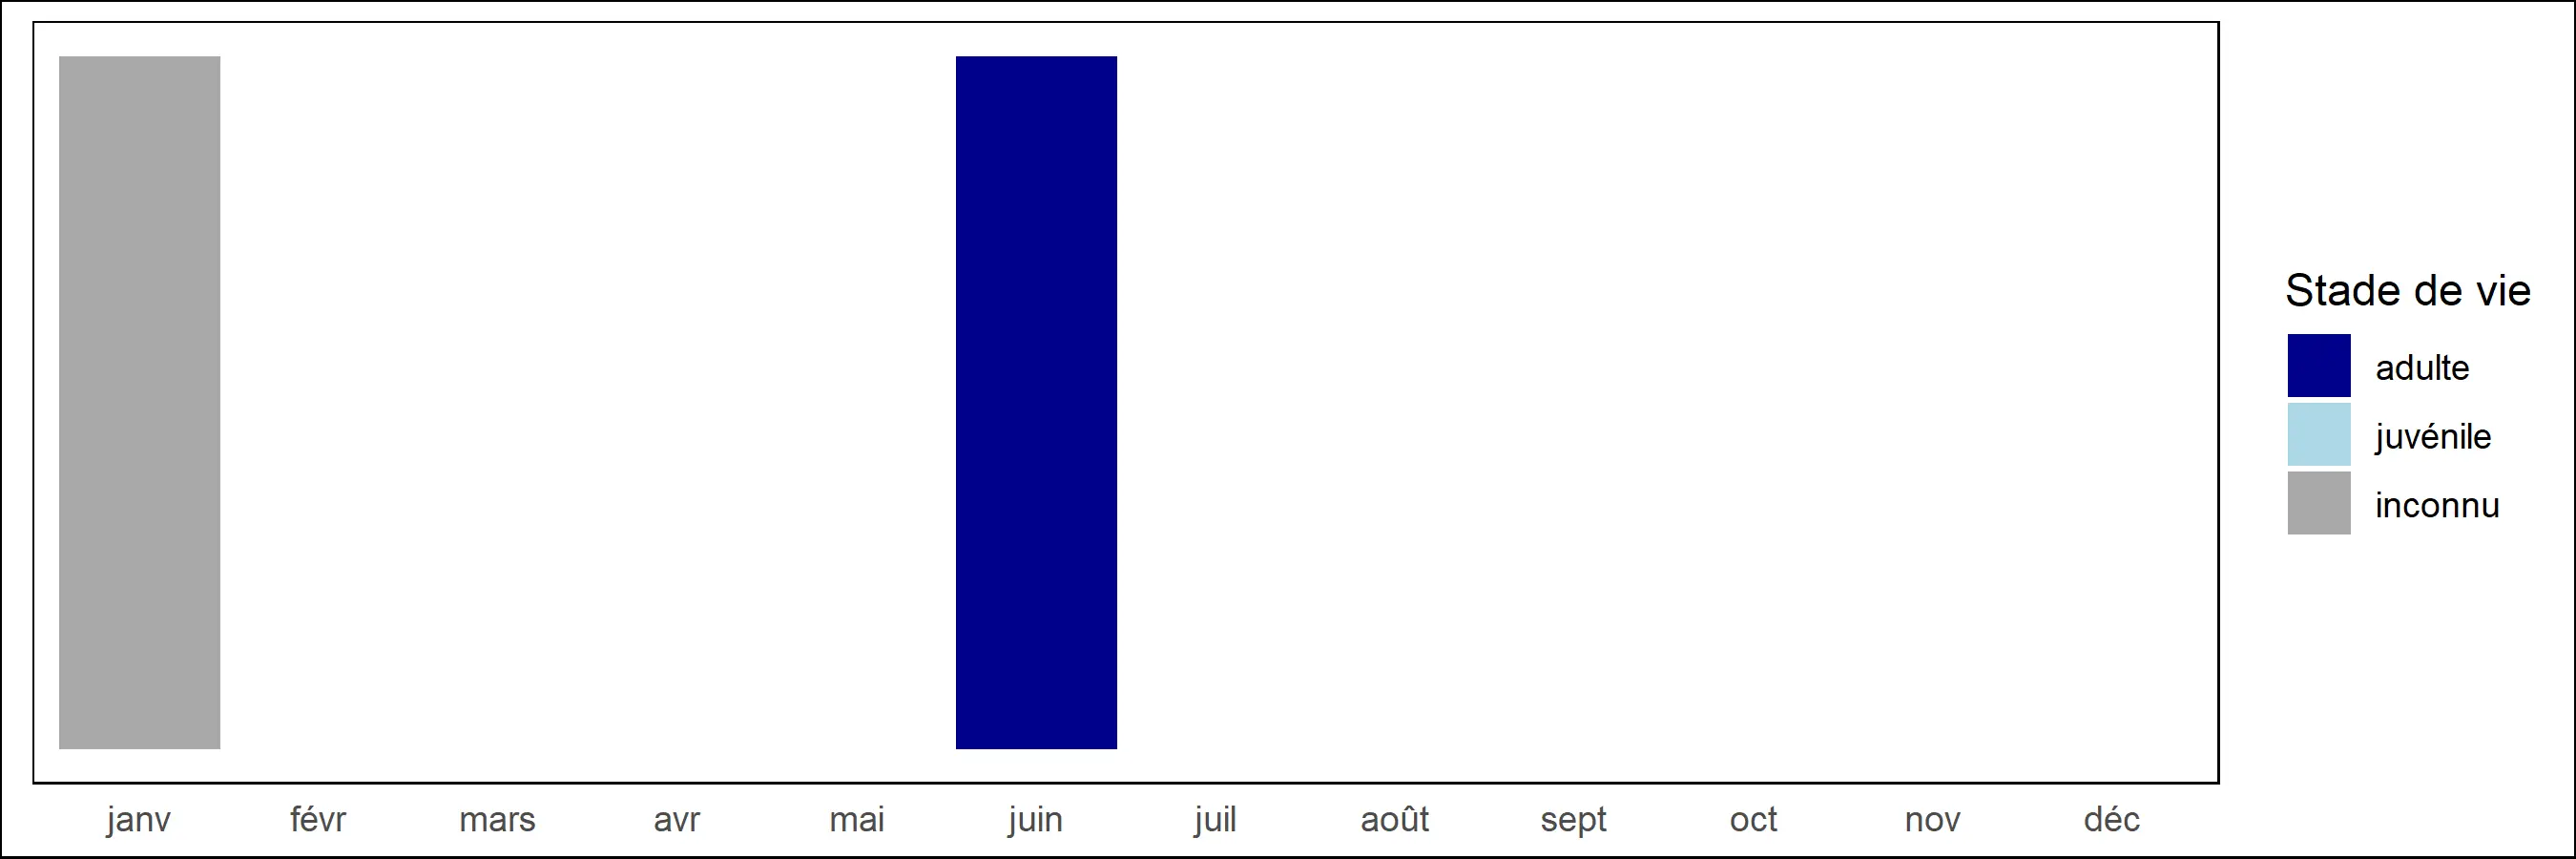 Stade de vie
adulte
juvénile
inconnu
janv févr mars avr mai juin juil août sept oct nov déc